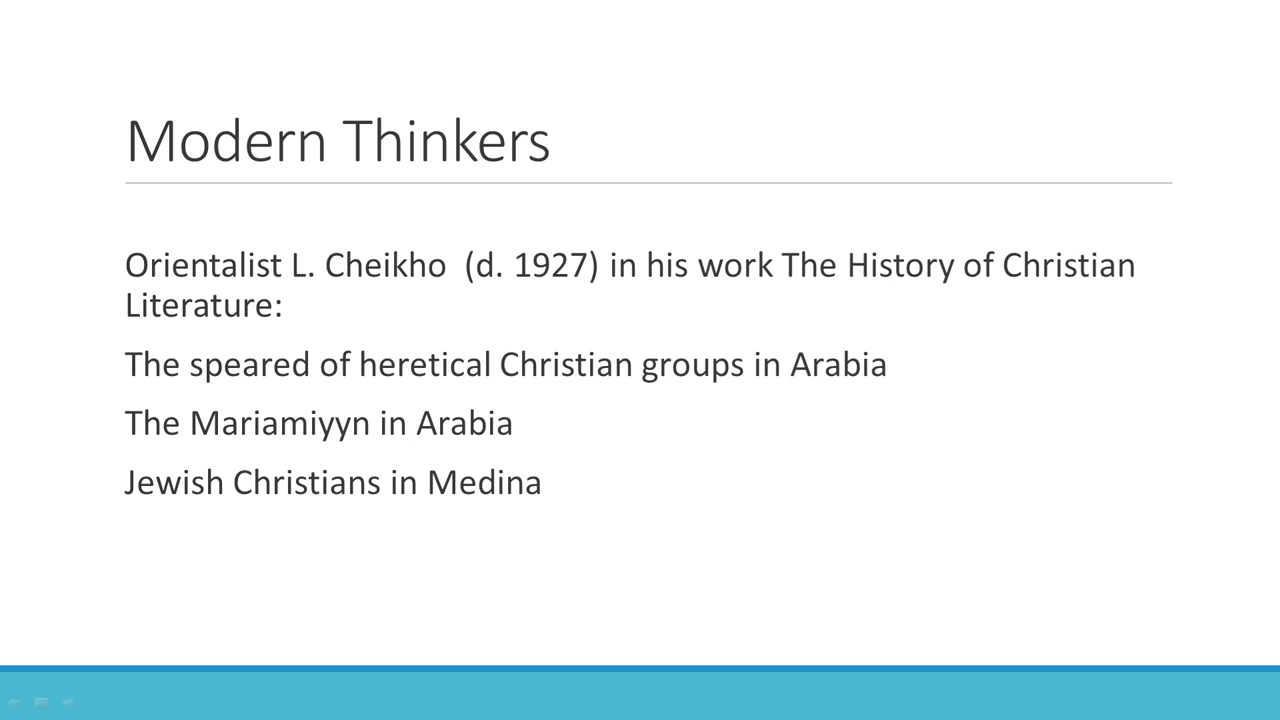 Modern Thinkers
Orientalist L. Cheikho  (d. 1927) in his work The History of Christian
Literature:
The speared of heretical Christian groups in Arabia
The Mariamiyyn in Arabia
Jewish Christians in Medina